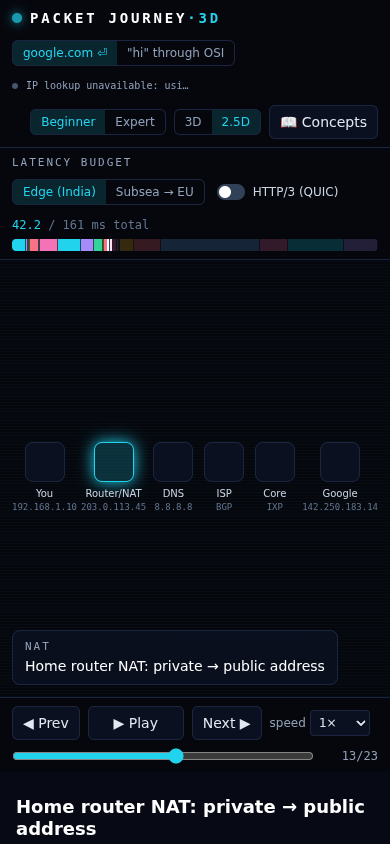 PACKET JOURNEY·3D
google.com ⏎ "hi" through OSI
IP lookup unavailable: usi…
Beginner Expert 3D 2.5D 📖 Concepts
LATENCY BUDGET
Edge (India) Subsea → EU HTTP/3 (QUIC)
42.2 / 161 ms total
You Router/NAT DNS ISP Core Google
192.168.1.10 203.0.113.45 8.8.8.8 BGP IXP 142.250.183.14
NAT
Home router NAT: private → public address
◀ Prev ▶ Play Next ▶ speed 1×
13/23
Home router NAT: private → public
address